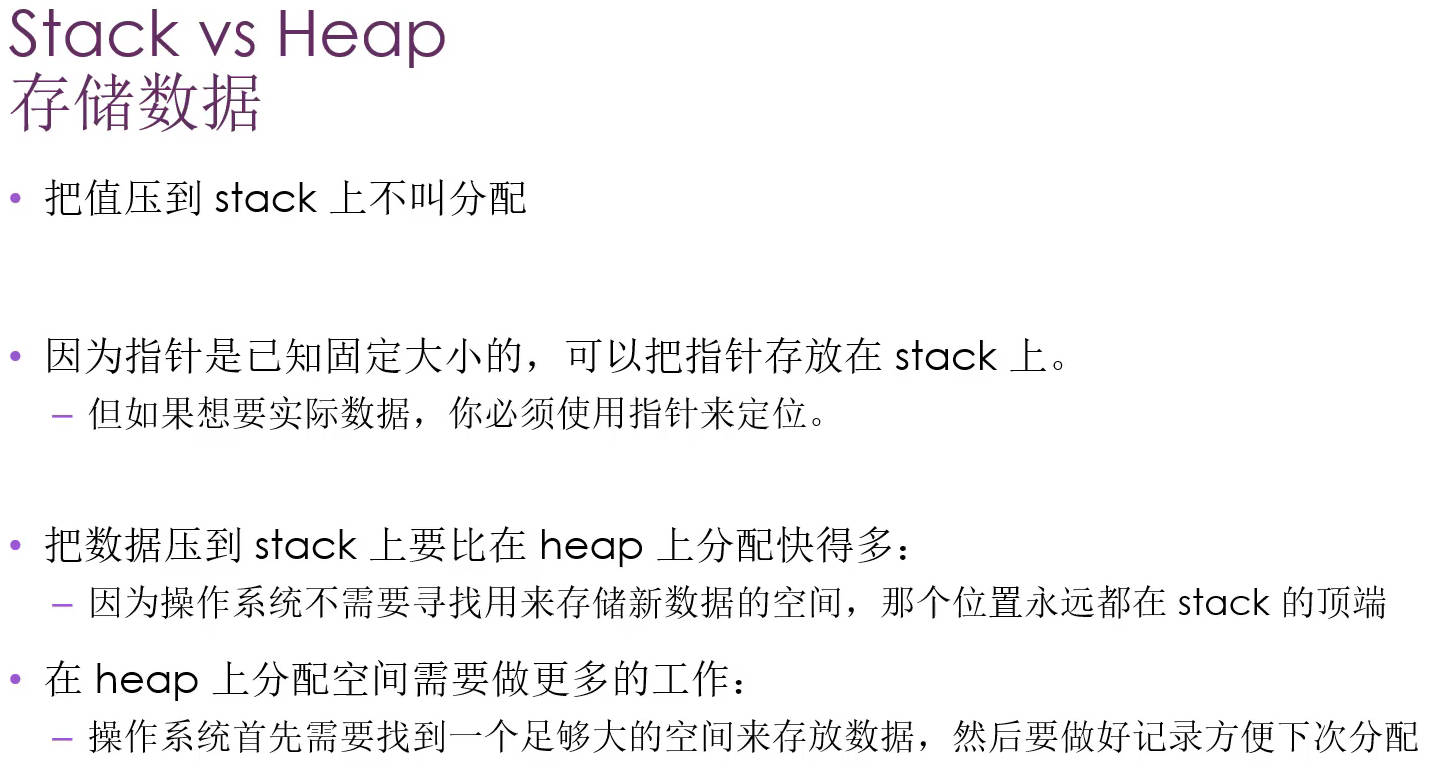 Stack vs Heap
存储数据
• 把值压到 stack 上不叫分配
• 因为指针是已知固定大小的，可以把指针存放在 stack 上。
– 但如果想要实际数据，你必须使用指针来定位。
• 把数据压到 stack 上要比在 heap 上分配快得多：
– 因为操作系统不需要寻找用来存储新数据的空间，那个位置永远都在 stack 的顶端
• 在 heap 上分配空间需要做更多的工作：
– 操作系统首先需要找到一个足够大的空间来存放数据，然后要做好记录方便下次分配